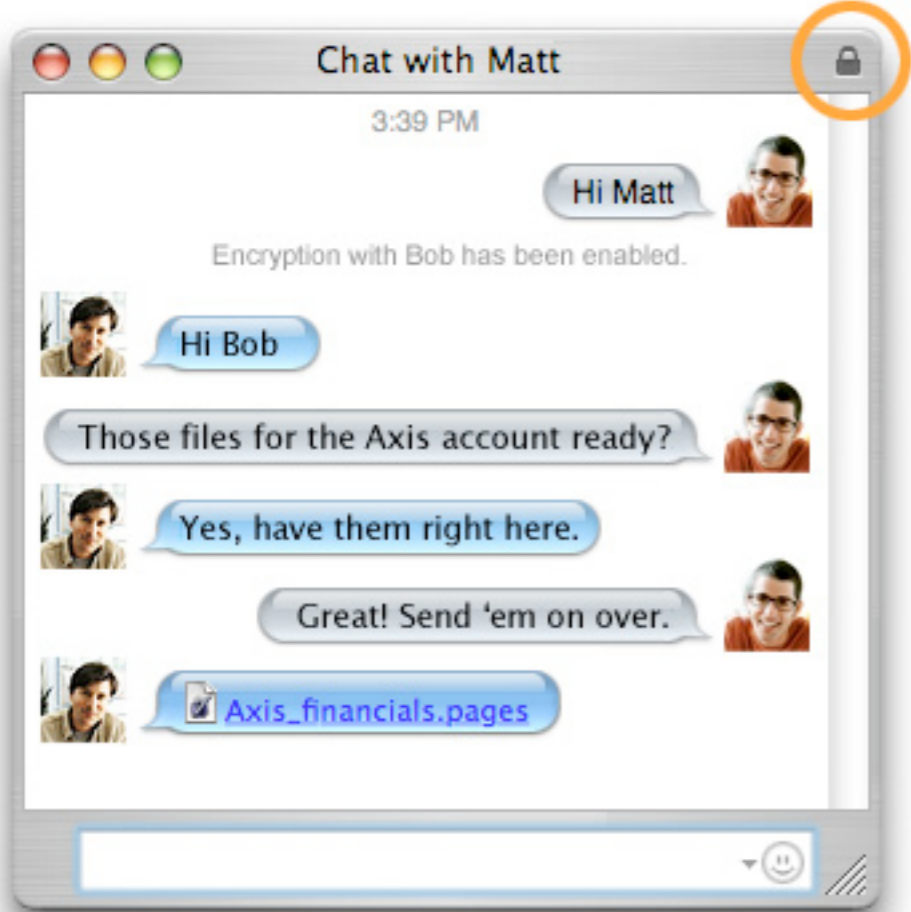 Chat with Matt
3:39 PM
Hi Matt
Encryption with Bob has been enabled.
Hi Bob
Those files for the Axis account ready?
Yes, have them right here.
Great! Send ‘em on over.
Axis_financials.pages